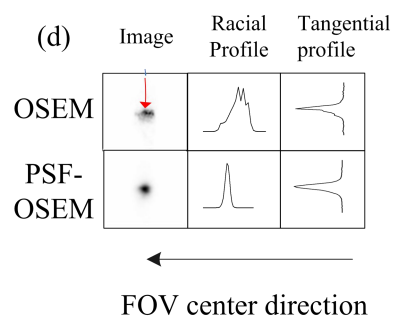 (d)
Image
Racial
Profile
Tangential
profile
OSEM
PSF-
OSEM
FOV center direction